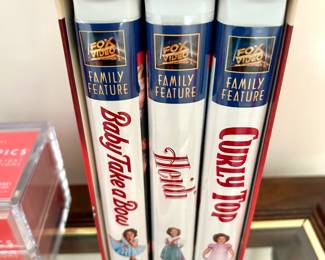 FOX
VIDEO
FAMILY
FEATURE
Baby Take a Bow
FOX
VIDEO
FAMILY
FEATURE
Heidi
FOX
VIDEO
FAMILY
FEATURE
CURLY TOP
PICS